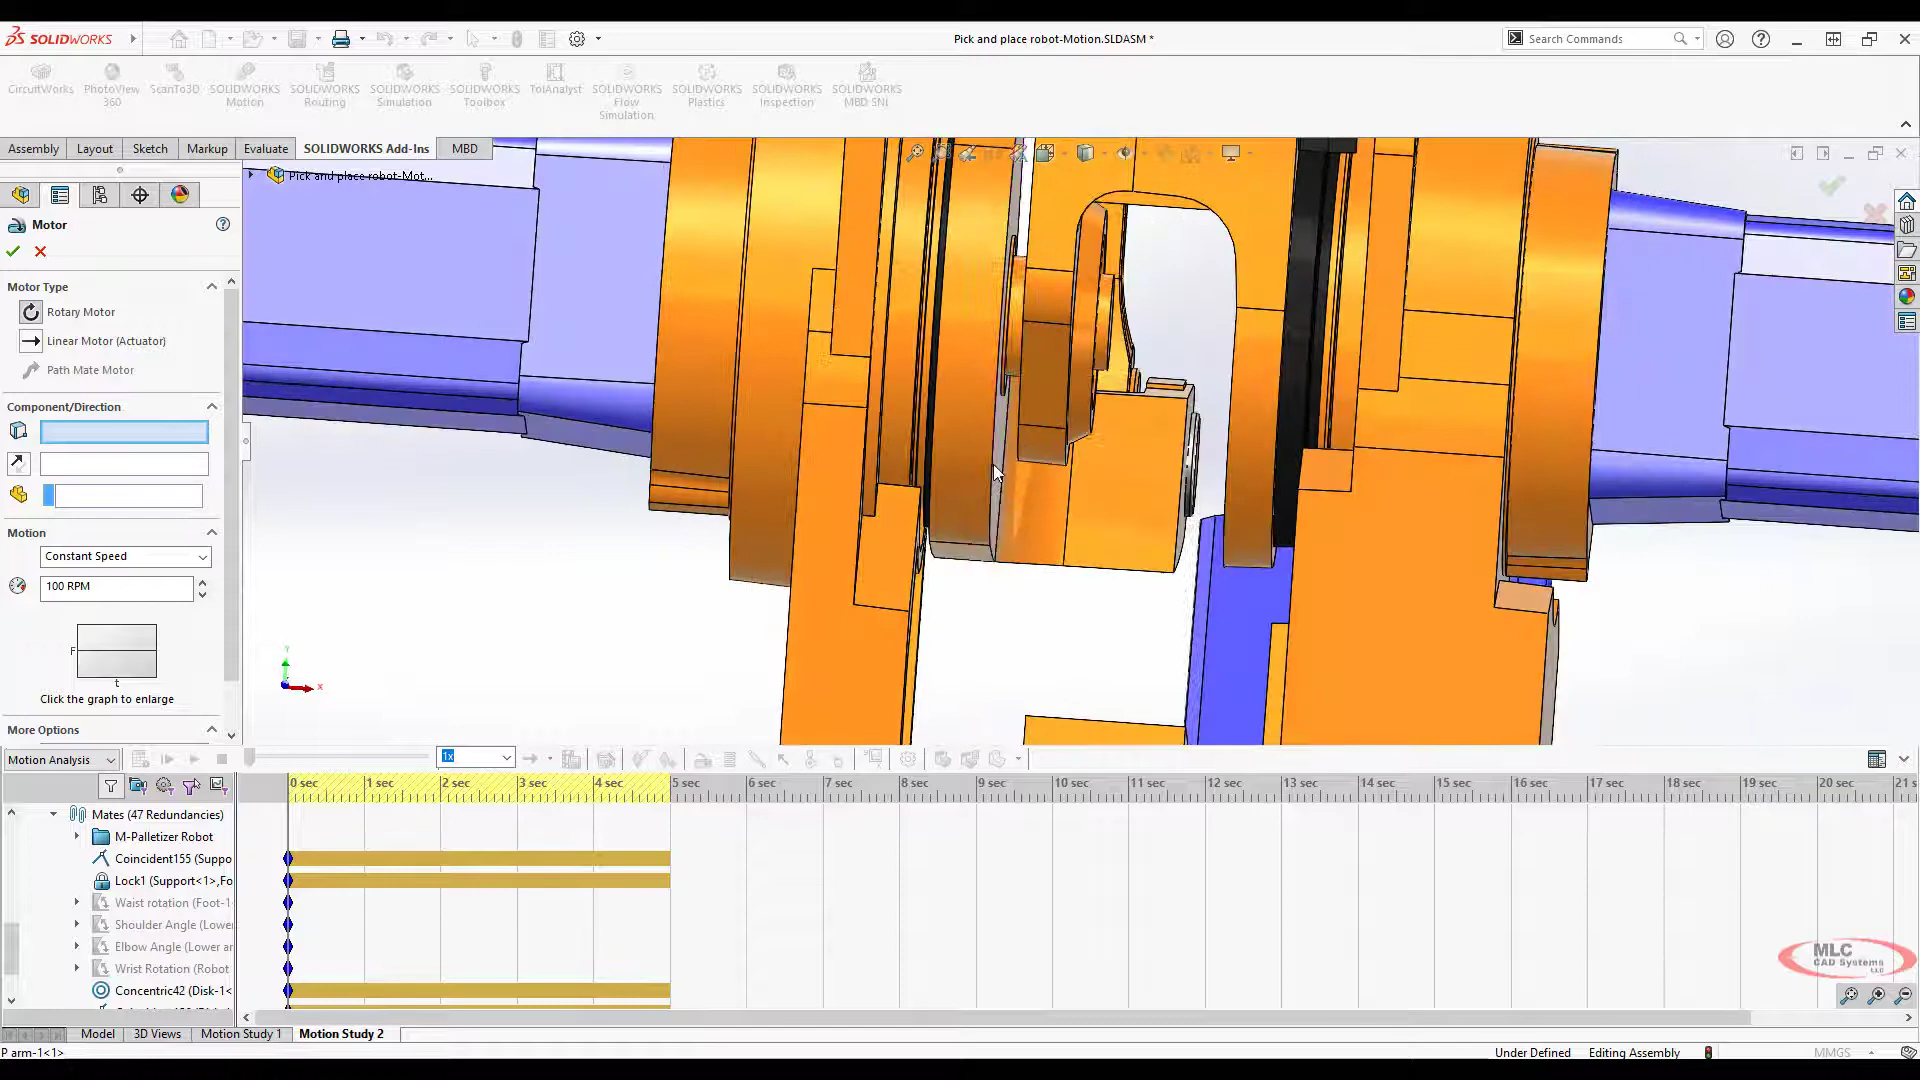 SOLIDWORKS
Pick and place robot-Motion.SLDASM *
Search Commands
CircuitWorks
PhotoView 360
ScanTo3D
SOLIDWORKS Motion
SOLIDWORKS Routing
SOLIDWORKS Simulation
SOLIDWORKS Toolbox
TolAnalyst
SOLIDWORKS Flow Simulation
SOLIDWORKS Plastics
SOLIDWORKS Inspection
SOLIDWORKS MBD SNL
Assembly
Layout
Sketch
Markup
Evaluate
SOLIDWORKS Add-Ins
MBD
Pick and place robot-Mot...
Motor
Motor Type
Rotary Motor
Linear Motor (Actuator)
Path Mate Motor
Component/Direction
Motion
Constant Speed
100 RPM
F
t
Click the graph to enlarge
More Options
Y
x
Motion Analysis
1x
0 sec
1 sec
2 sec
3 sec
4 sec
5 sec
6 sec
7 sec
8 sec
9 sec
10 sec
11 sec
12 sec
13 sec
14 sec
15 sec
16 sec
17 sec
18 sec
19 sec
20 sec
21 s
Mates (47 Redundancies)
M-Palletizer Robot
Coincident155 (Suppo
Lock1 (Support<1>,Fo
Waist rotation (Foot-1
Shoulder Angle (Lower
Elbow Angle (Lower ar
Wrist Rotation (Robot
Concentric42 (Disk-1<
MLC
CAD Systems
LLC
Model
3D Views
Motion Study 1
Motion Study 2
P arm-1<1>
Under Defined
Editing Assembly
MMGS